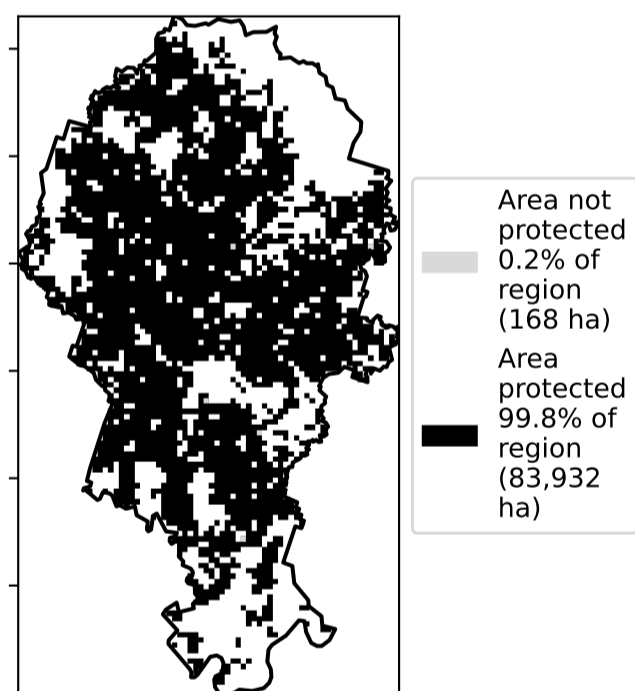 Area not
protected
0.2% of
region
(168 ha)
Area
protected
99.8% of
region
(83,932
ha)